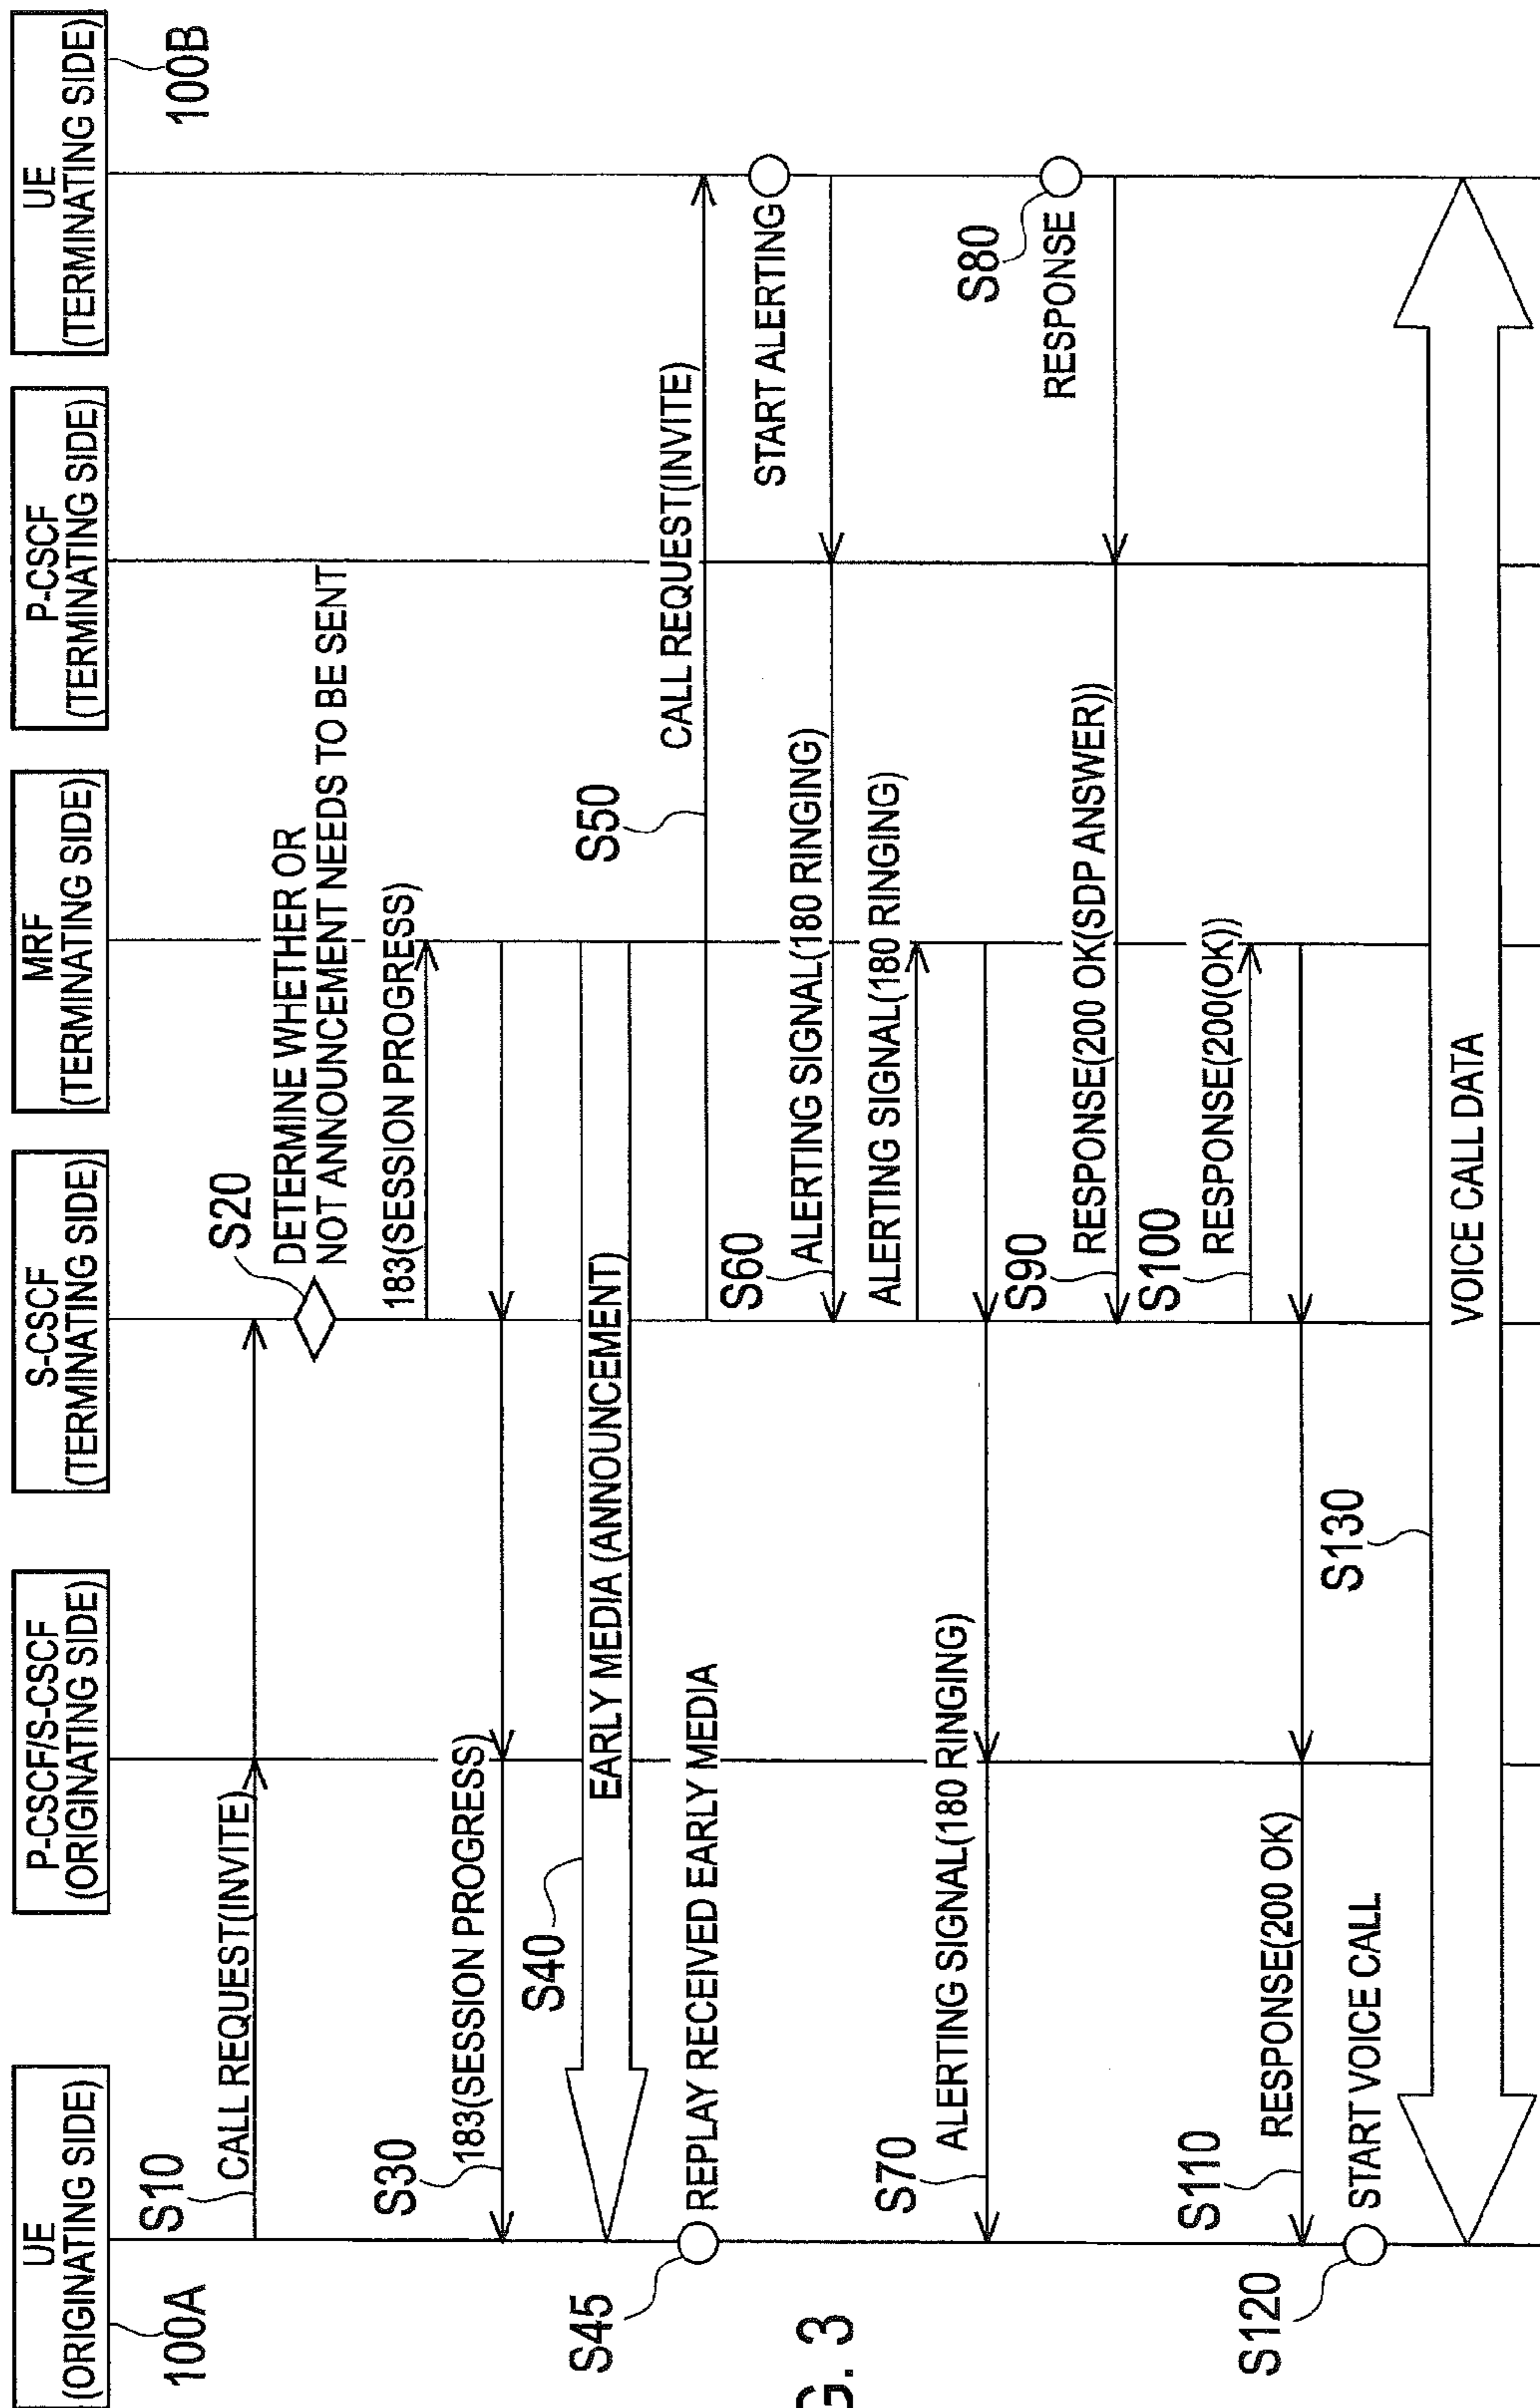 UE
(ORIGINATING SIDE)
P-CSCF/S-CSCF
(ORIGINATING SIDE)
S-CSCF
(TERMINATING SIDE)
MRF
(TERMINATING SIDE)
P-CSCF
(TERMINATING SIDE)
UE
(TERMINATING SIDE)
100A
100B
S10
CALL REQUEST(INVITE)
S20
DETERMINE WHETHER OR
NOT ANNOUNCEMENT NEEDS TO BE SENT
183(SESSION PROGRESS)
S30
183(SESSION PROGRESS)
S40
EARLY MEDIA (ANNOUNCEMENT)
S45
REPLAY RECEIVED EARLY MEDIA
S50
CALL REQUEST(INVITE)
START ALERTING
S60
ALERTING SIGNAL(180 RINGING)
ALERTING SIGNAL(180 RINGING)
S70
ALERTING SIGNAL(180 RINGING)
S80
RESPONSE
S90
RESPONSE(200 OK(SDP ANSWER))
S100
RESPONSE(200(OK))
S110
RESPONSE(200 OK)
S120
START VOICE CALL
S130
VOICE CALL DATA
G. 3